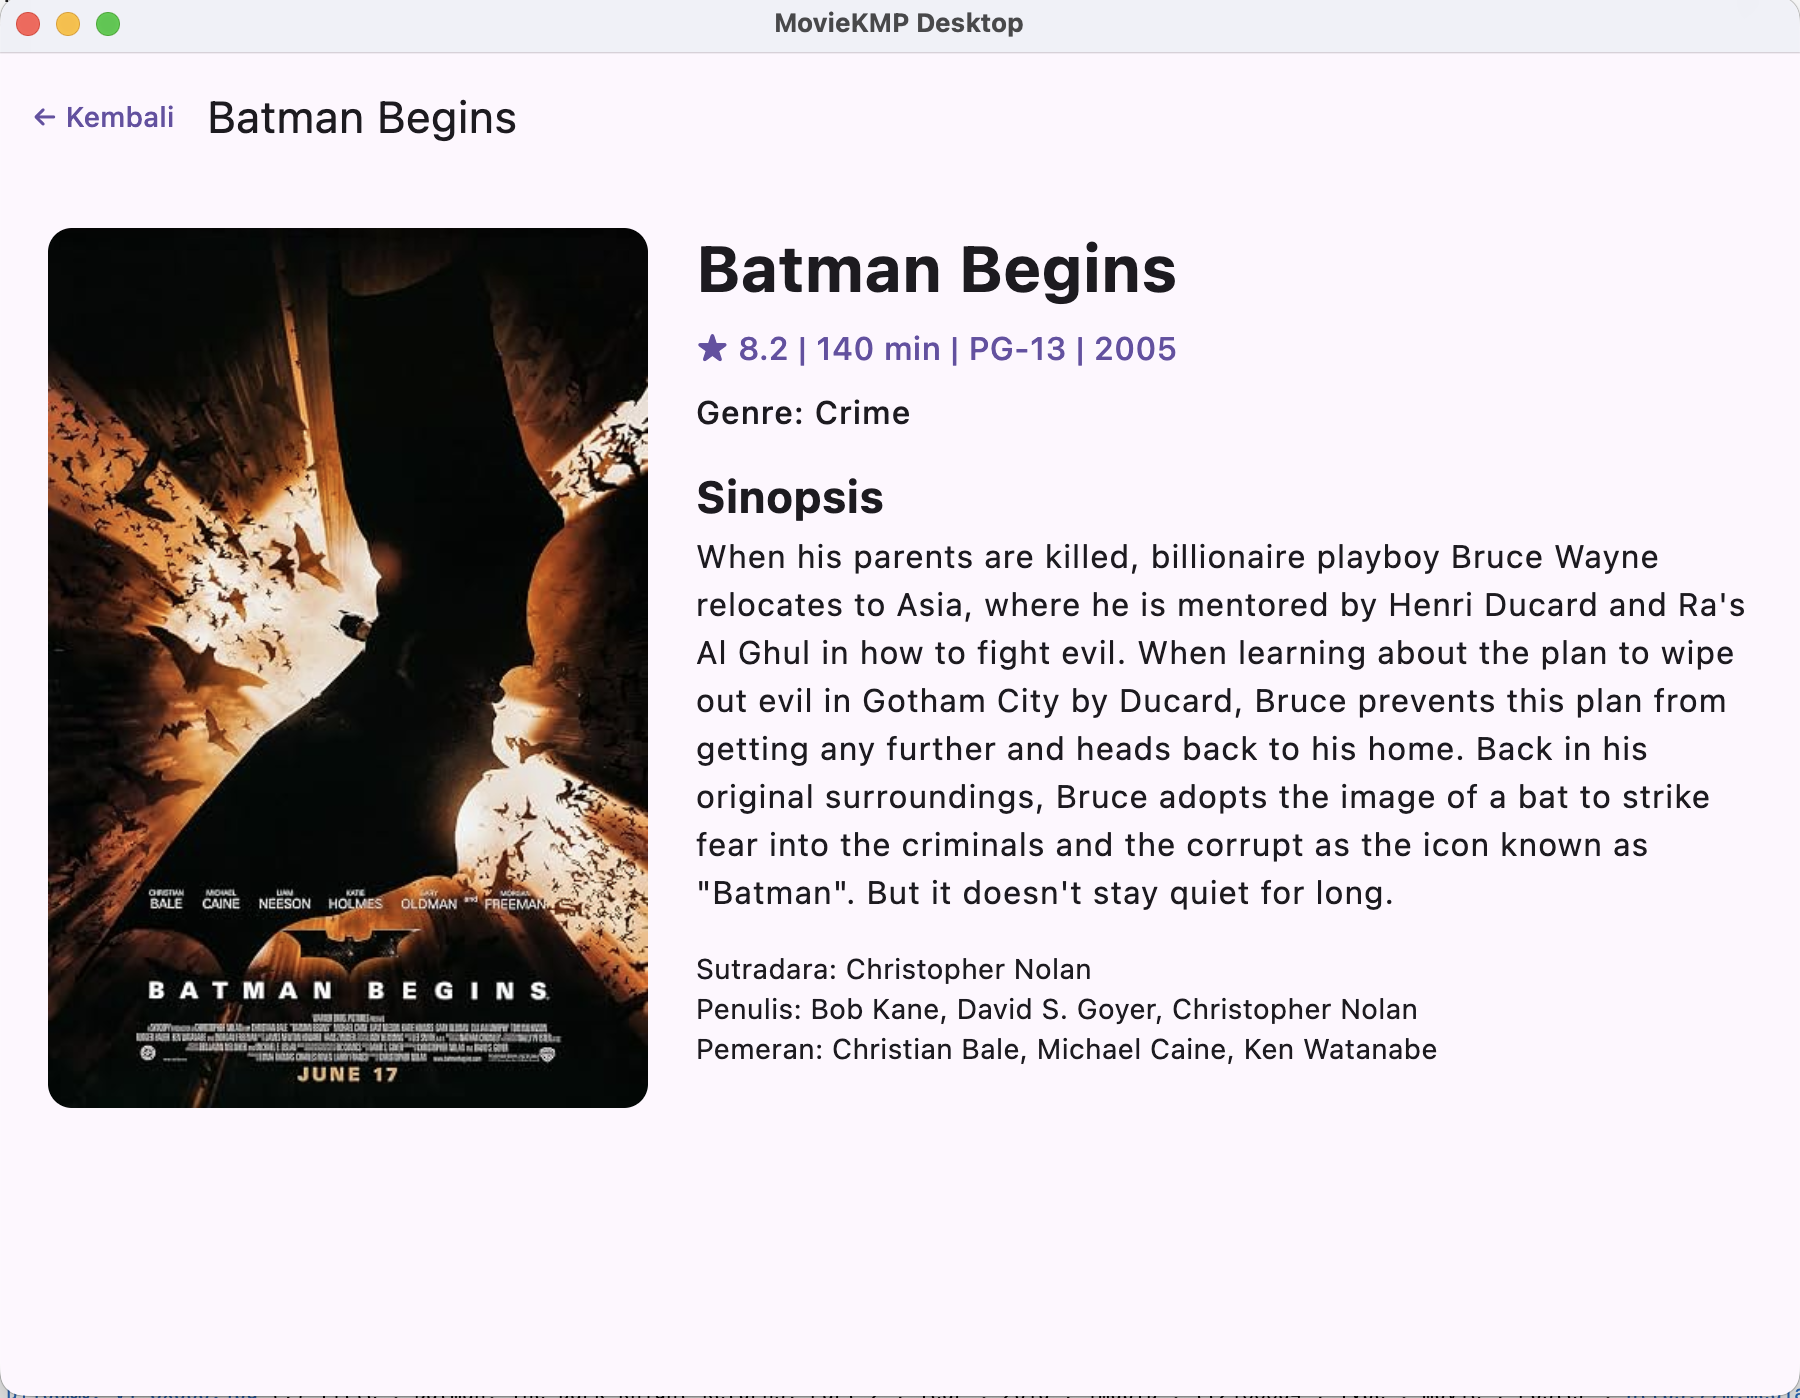 MovieKMP Desktop
← Kembali Batman Begins
Batman Begins
★ 8.2 | 140 min | PG-13 | 2005
Genre: Crime
Sinopsis
When his parents are killed, billionaire playboy Bruce Wayne
relocates to Asia, where he is mentored by Henri Ducard and Ra's
Al Ghul in how to fight evil. When learning about the plan to wipe
out evil in Gotham City by Ducard, Bruce prevents this plan from
getting any further and heads back to his home. Back in his
original surroundings, Bruce adopts the image of a bat to strike
fear into the criminals and the corrupt as the icon known as
"Batman". But it doesn't stay quiet for long.
Sutradara: Christopher Nolan
Penulis: Bob Kane, David S. Goyer, Christopher Nolan
Pemeran: Christian Bale, Michael Caine, Ken Watanabe
CHRISTIAN MICHAEL LIAM KATIE GARY MORGAN
BALE CAINE NEESON HOLMES OLDMAN and FREEMAN
BATMAN BEGINS
JUNE 17